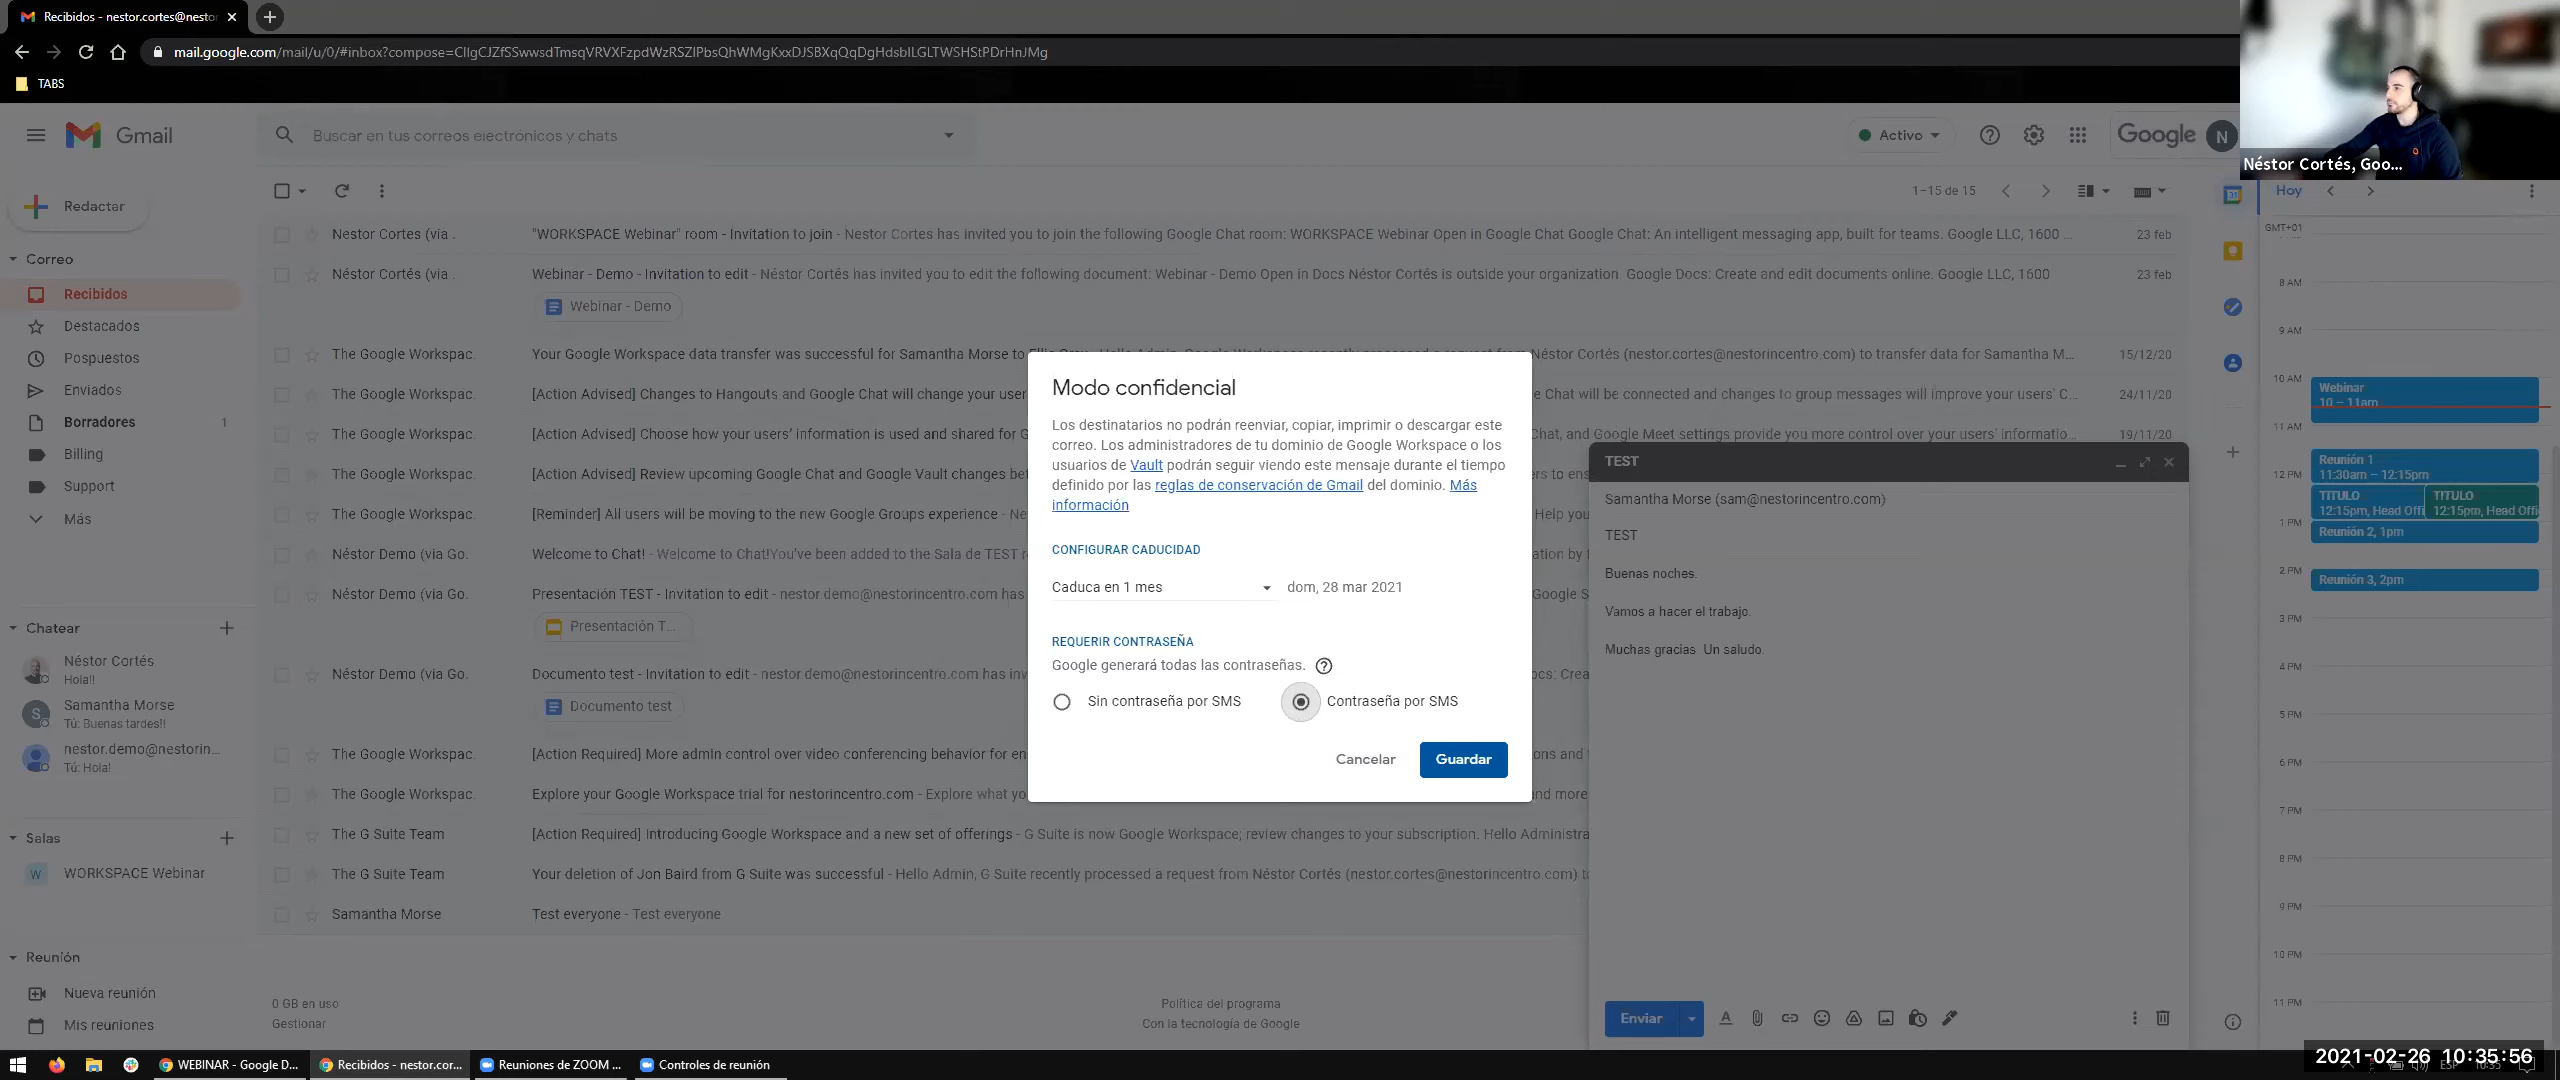 Recibidos - nestor.cortes@nesto
mail.google.com/mail/u/0/#inbox?compose=CllgCJZfSSwwsdTmsqVRVXFzpdWzRSZlPbsQhWMgKxxDJSBXqQqDgHdsblLGLTWSHStPDrHnJMg
TABS
Néstor Cortés, Goo...
Gmail
Buscar en tus correos electrónicos y chats
Activo
Google
N
Redactar
1–15 de 15
Hoy
GMT+01
Correo
Recibidos
Destacados
Pospuestos
Enviados
Borradores 1
Billing
Support
Más
Chatear
Néstor Cortés
Hola!!
S
Samantha Morse
Tú: Buenas tardes!!
nestor.demo@nestorin...
Tú: Hola!
Salas
W WORKSPACE Webinar
Reunión
Nueva reunión
Mis reuniones
Nestor Cortes (via . "WORKSPACE Webinar" room - Invitation to join - Nestor Cortes has invited you to join the following Google Chat room: WORKSPACE Webinar Open in Google Chat Google Chat: An intelligent messaging app, built for teams. Google LLC, 1600 ... 23 feb
Néstor Cortés (via . Webinar - Demo - Invitation to edit - Néstor Cortés has invited you to edit the following document: Webinar - Demo Open in Docs Néstor Cortés is outside your organization. Google Docs: Create and edit documents online. Google LLC, 1600 23 feb
Webinar - Demo
The Google Workspac. Your Google Workspace data transfer was successful for Samantha Morse to Néstor Cortés (nestor.cortes@nestorincentro.com) to transfer data for Samantha M... 15/12/20
The Google Workspac. [Action Advised] Changes to Hangouts and Google Chat will change your user e Chat will be connected and changes to group messages will improve your users' C... 24/11/20
The Google Workspac. [Action Advised] Choose how your users' information is used and shared for G Chat, and Google Meet settings provide you more control over your users' informatio... 19/11/20
The Google Workspac. [Action Advised] Review upcoming Google Chat and Google Vault changes bef rs to ens
The Google Workspac. [Reminder] All users will be moving to the new Google Groups experience - Ne Help you
Néstor Demo (via Go. Welcome to Chat! - Welcome to Chat!You've been added to the Sala de TEST r ation by f
Néstor Demo (via Go. Presentación TEST - Invitation to edit - nestor.demo@nestorincentro.com has Google S
Presentación T...
Néstor Demo (via Go. Documento test - Invitation to edit - nestor.demo@nestorincentro.com has inv ocs: Crea
Documento test
The Google Workspac. [Action Required] More admin control over video conferencing behavior for en ons and
The Google Workspac. Explore your Google Workspace trial for nestorincentro.com - Explore what yo nd more
The G Suite Team [Action Required] Introducing Google Workspace and a new set of offerings - G Suite is now Google Workspace; review changes to your subscription. Hello Administra
The G Suite Team Your deletion of Jon Baird from G Suite was successful - Hello Admin, G Suite recently processed a request from Néstor Cortés (nestor.cortes@nestorincentro.com) to
Samantha Morse Test everyone - Test everyone
0 GB en uso
Gestionar
Política del programa
Con la tecnología de Google
Modo confidencial
Los destinatarios no podrán reenviar, copiar, imprimir o descargar este
correo. Los administradores de tu dominio de Google Workspace o los
usuarios de Vault podrán seguir viendo este mensaje durante el tiempo
definido por las reglas de conservación de Gmail del dominio. Más
información
CONFIGURAR CADUCIDAD
Caduca en 1 mes dom, 28 mar 2021
REQUERIR CONTRASEÑA
Google generará todas las contraseñas.
Sin contraseña por SMS Contraseña por SMS
Cancelar Guardar
TEST
Samantha Morse (sam@nestorincentro.com)
TEST
Buenas noches.
Vamos a hacer el trabajo.
Muchas gracias. Un saludo.
Enviar
8 AM
9 AM
10 AM
Webinar
10 – 11am
11 AM
Reunión 1
11:30am – 12:15pm
12 PM
TITULO TITULO
12:15pm, Head Offi 12:15pm, Head Offi
1 PM
Reunión 2, 1pm
2 PM
Reunión 3, 2pm
3 PM
4 PM
5 PM
6 PM
7 PM
8 PM
9 PM
10 PM
11 PM
WEBINAR - Google D...
Recibidos - nestor.cor...
Reuniones de ZOOM ...
Controles de reunión
ESP
10:35
2021-02-26 10:35:56